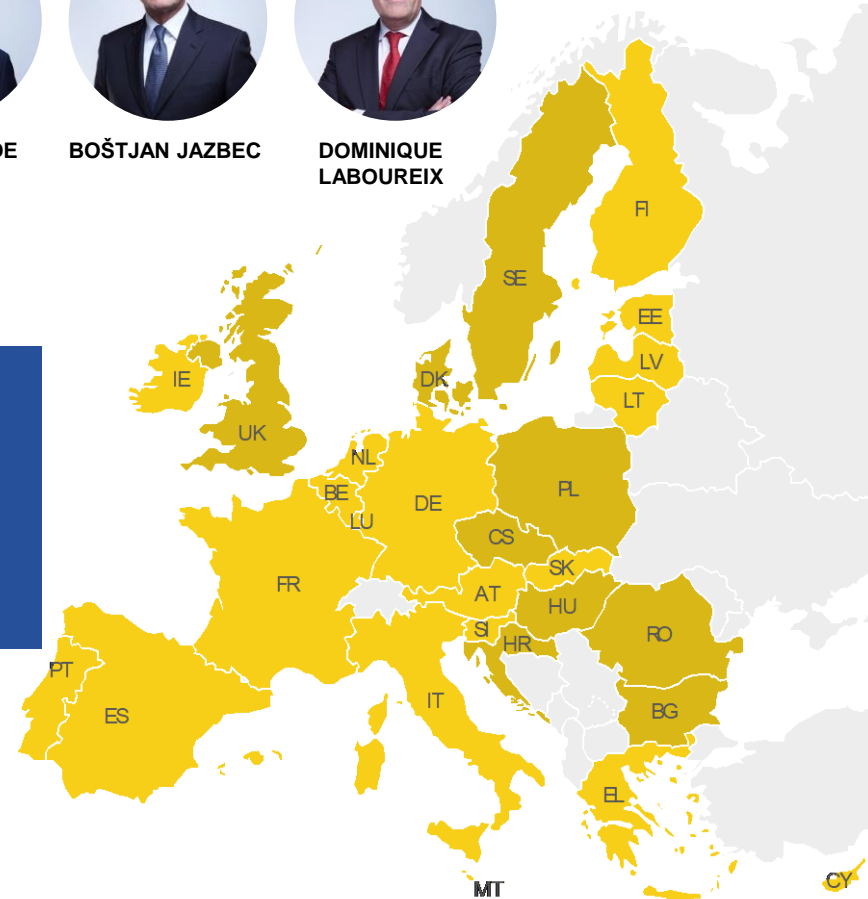 DE
BOŠTJAN JAZBEC
DOMINIQUE
LABOUREIX
FI
SE
EE
LV
IE
DK
LT
UK
NL
BE
DE
PL
LU
CS
SK
FR
AT
HU
SI
RO
HR
PT
IT
ES
BG
EL
MT
CY